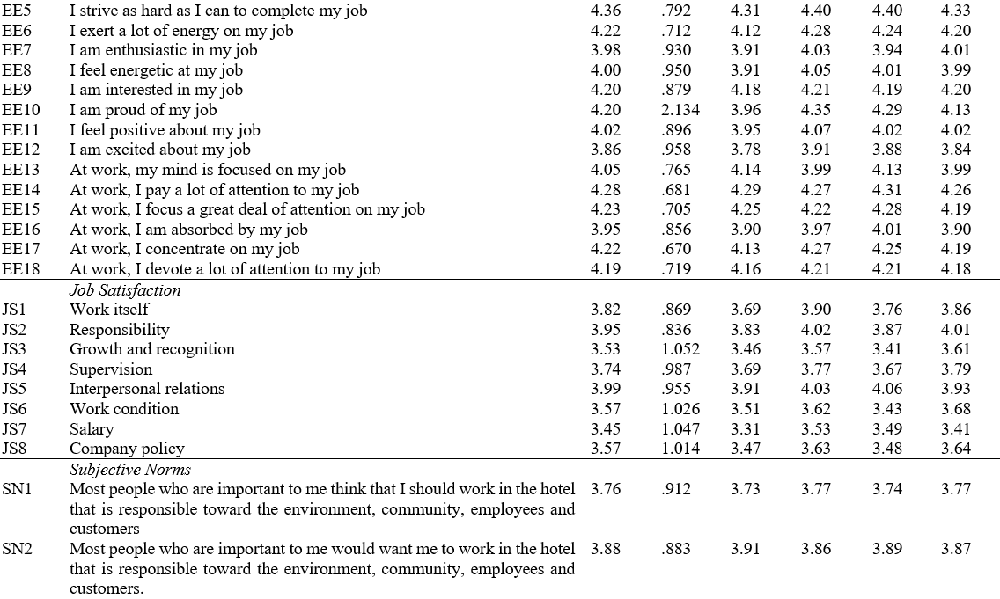 EE5 I strive as hard as I can to complete my job 4.36 .792 4.31 4.40 4.40 4.33
EE6 I exert a lot of energy on my job 4.22 .712 4.12 4.28 4.24 4.20
EE7 I am enthusiastic in my job 3.98 .930 3.91 4.03 3.94 4.01
EE8 I feel energetic at my job 4.00 .950 3.91 4.05 4.01 3.99
EE9 I am interested in my job 4.20 .879 4.18 4.21 4.19 4.20
EE10 I am proud of my job 4.20 2.134 3.96 4.35 4.29 4.13
EE11 I feel positive about my job 4.02 .896 3.95 4.07 4.02 4.02
EE12 I am excited about my job 3.86 .958 3.78 3.91 3.88 3.84
EE13 At work, my mind is focused on my job 4.05 .765 4.14 3.99 4.13 3.99
EE14 At work, I pay a lot of attention to my job 4.28 .681 4.29 4.27 4.31 4.26
EE15 At work, I focus a great deal of attention on my job 4.23 .705 4.25 4.22 4.28 4.19
EE16 At work, I am absorbed by my job 3.95 .856 3.90 3.97 4.01 3.90
EE17 At work, I concentrate on my job 4.22 .670 4.13 4.27 4.25 4.19
EE18 At work, I devote a lot of attention to my job 4.19 .719 4.16 4.21 4.21 4.18
Job Satisfaction
JS1 Work itself 3.82 .869 3.69 3.90 3.76 3.86
JS2 Responsibility 3.95 .836 3.83 4.02 3.87 4.01
JS3 Growth and recognition 3.53 1.052 3.46 3.57 3.41 3.61
JS4 Supervision 3.74 .987 3.69 3.77 3.67 3.79
JS5 Interpersonal relations 3.99 .955 3.91 4.03 4.06 3.93
JS6 Work condition 3.57 1.026 3.51 3.62 3.43 3.68
JS7 Salary 3.45 1.047 3.31 3.53 3.49 3.41
JS8 Company policy 3.57 1.014 3.47 3.63 3.48 3.64
Subjective Norms
SN1 Most people who are important to me think that I should work in the hotel 3.76 .912 3.73 3.77 3.74 3.77
that is responsible toward the environment, community, employees and
customers
SN2 Most people who are important to me would want me to work in the hotel 3.88 .883 3.91 3.86 3.89 3.87
that is responsible toward the environment, community, employees and
customers.